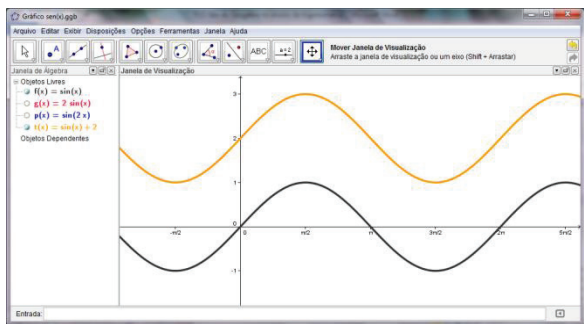 Gráfico sen(x).ggb
Arquivo Editar Exibir Disposições Opções Ferramentas Janela Ajuda
ABC
a=2
Mover Janela de Visualização
Arraste a janela de visualização ou um eixo (Shift + Arrastar)
Janela de Álgebra
Janela de Visualização
Objetos Livres
f(x) = sin(x)
g(x) = 2 sin(x)
p(x) = sin(2 x)
t(x) = sin(x) + 2
Objetos Dependentes
3
2
1
0
-π/2 0 π/2 π 3π/2 2π 5π/2
-1
Entrada: